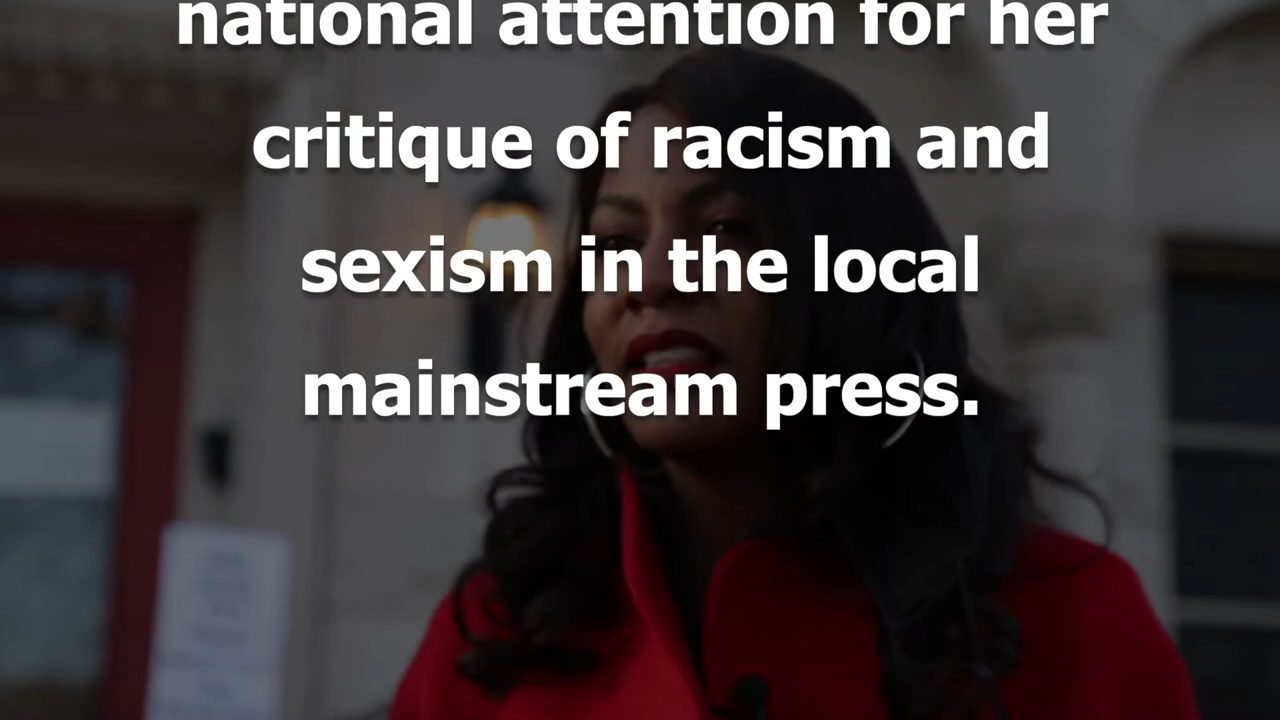 national attention for her
critique of racism and
sexism in the local
mainstream press.